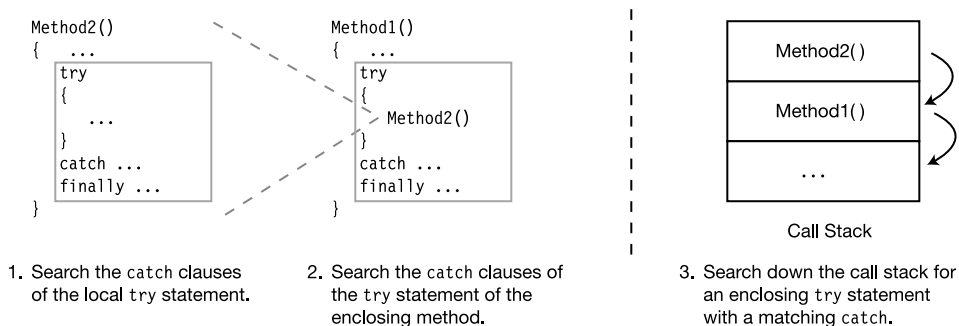 Method2()
{ ...
try
{
...
}
catch ...
finally ...
}
1. Search the catch clauses
of the local try statement.
Method1()
{ ...
try
{
Method2()
}
catch ...
finally ...
}
2. Search the catch clauses of
the try statement of the
enclosing method.
Method2()
Method1()
...
Call Stack
3. Search down the call stack for
an enclosing try statement
with a matching catch.